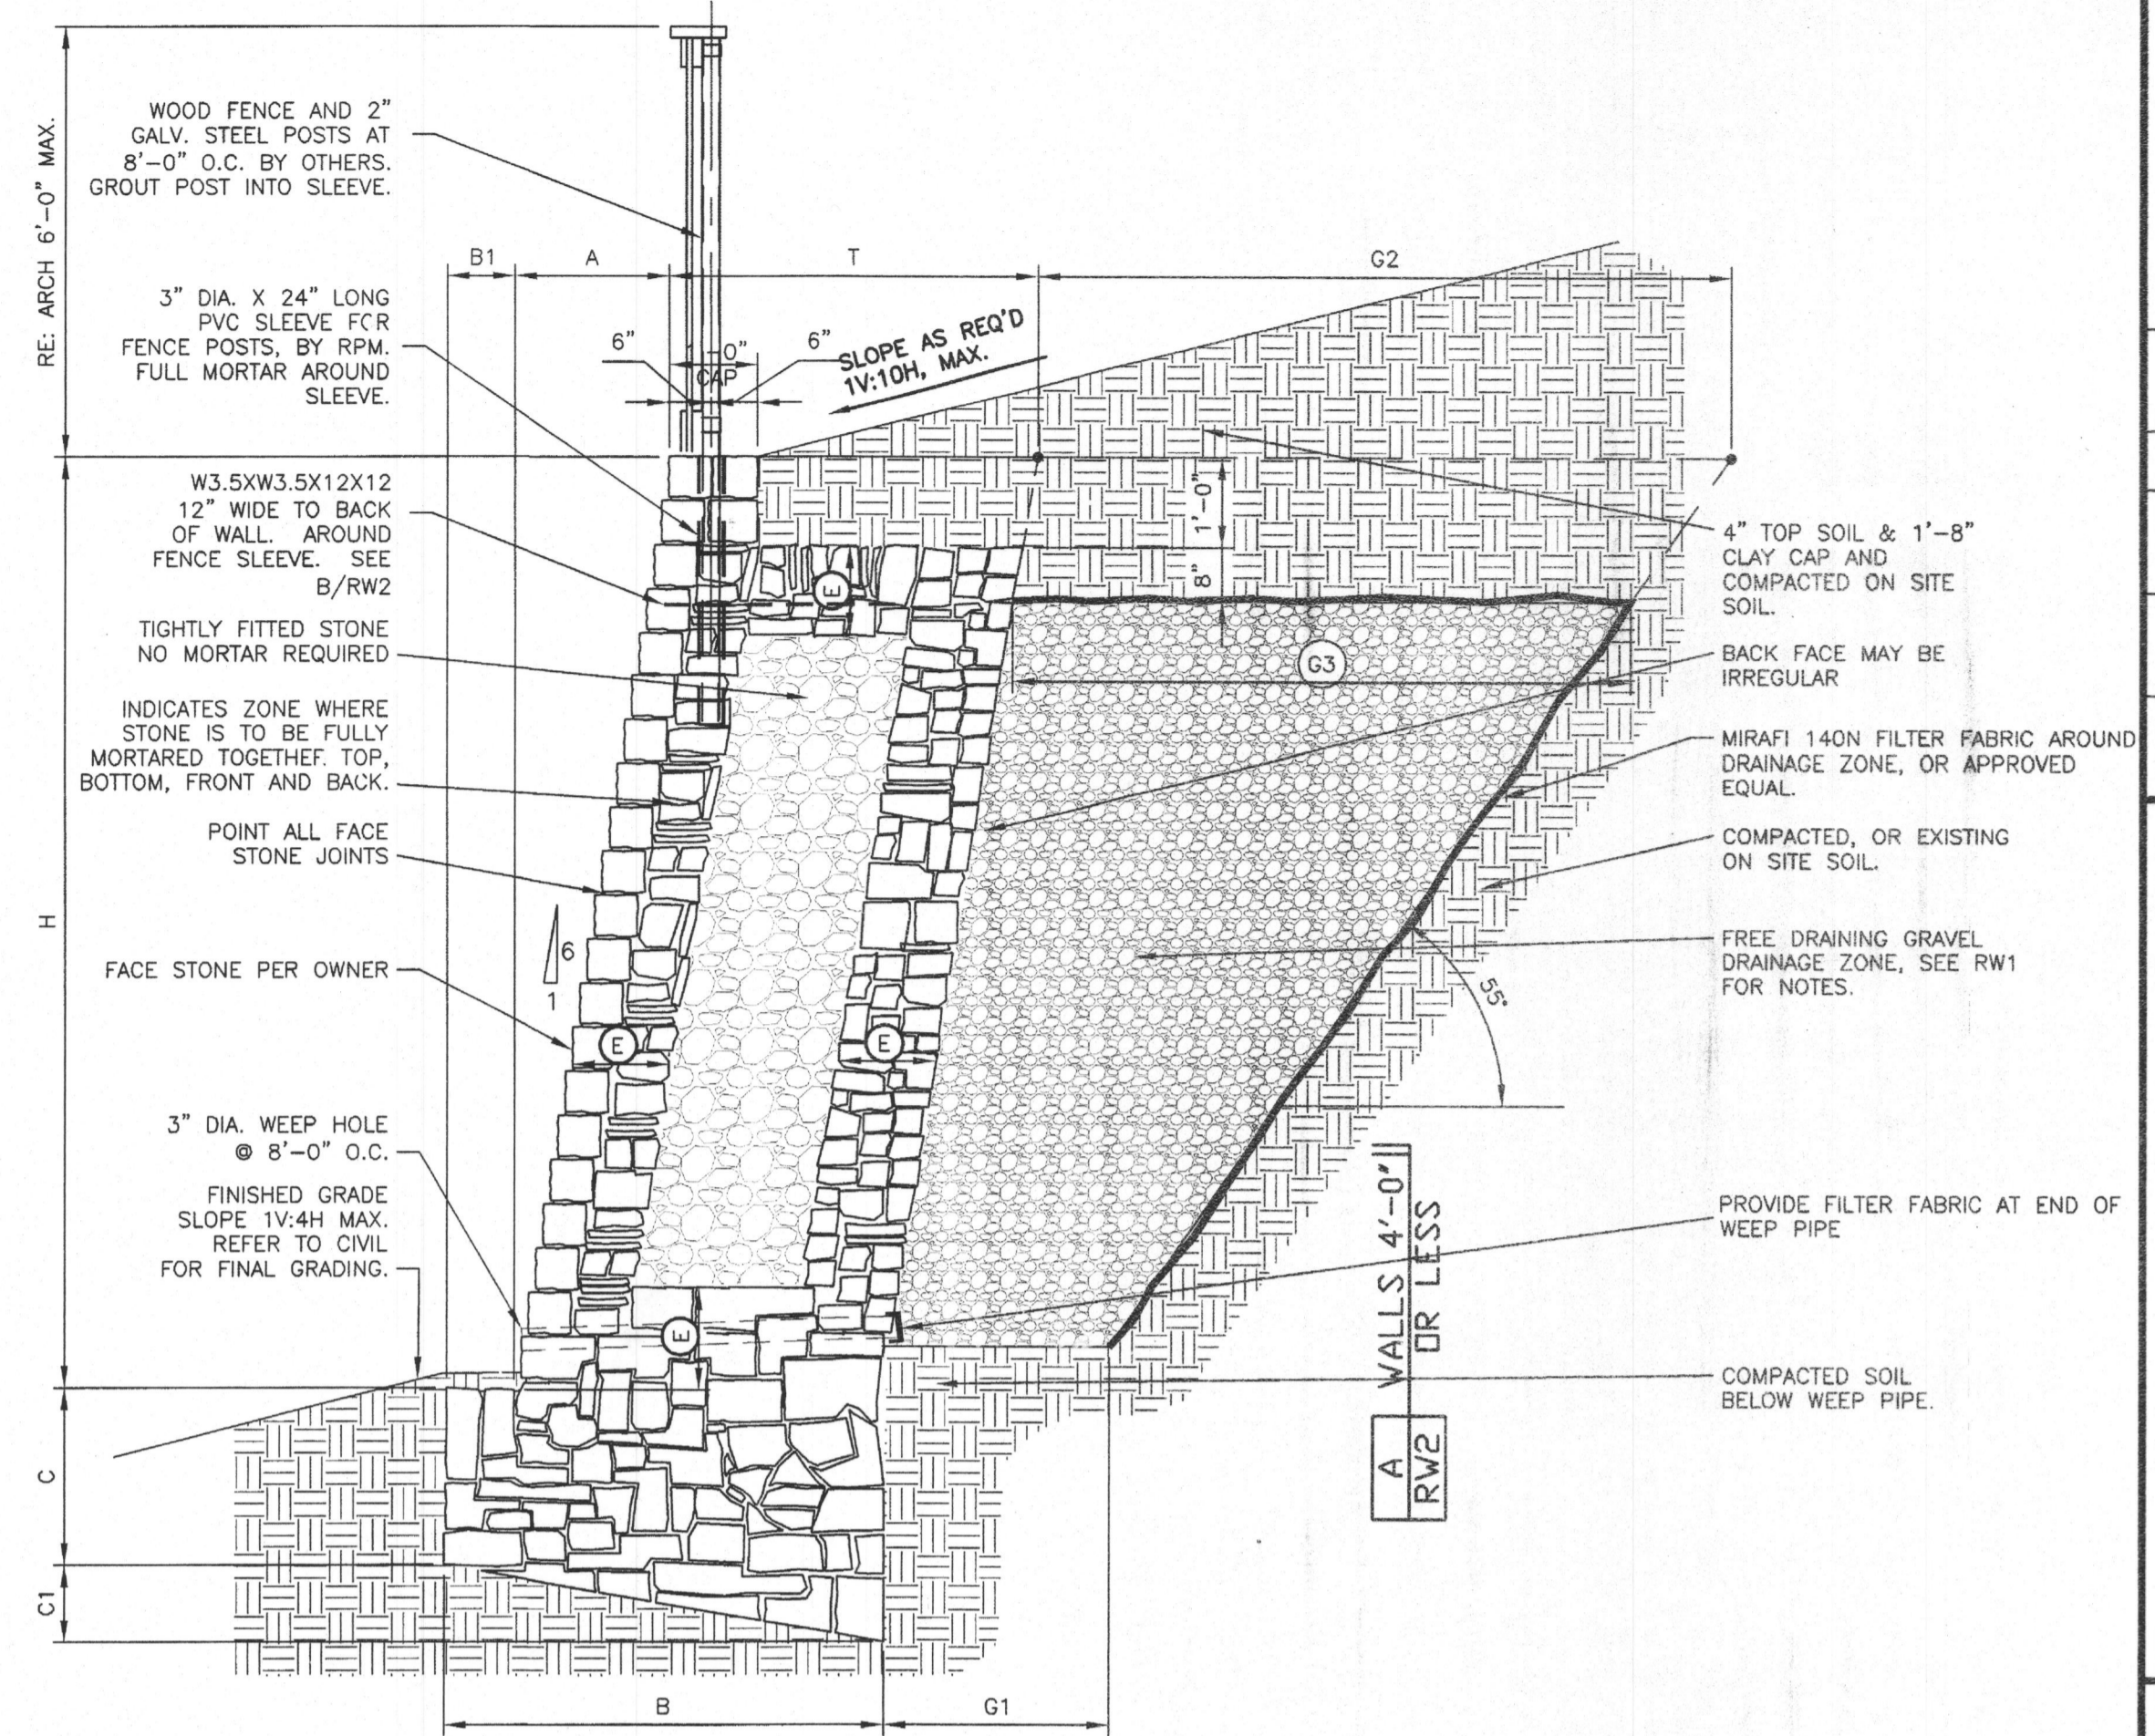 RE: ARCH 6'-0" MAX.
WOOD FENCE AND 2"
GALV. STEEL POSTS AT
8'-0" O.C. BY OTHERS.
GROUT POST INTO SLEEVE.
B1
A
T
G2
3" DIA. X 24" LONG
PVC SLEEVE FOR
FENCE POSTS, BY RPM.
FULL MORTAR AROUND
SLEEVE.
6"
0"
CAP
6"
SLOPE AS REQ'D
1V:10H, MAX.
W3.5XW3.5X12X12
12" WIDE TO BACK
OF WALL. AROUND
FENCE SLEEVE. SEE
B/RW2
1'-0"
8"
4" TOP SOIL & 1'-8"
CLAY CAP AND
COMPACTED ON SITE
SOIL.
E
TIGHTLY FITTED STONE
NO MORTAR REQUIRED
G3
BACK FACE MAY BE
IRREGULAR
INDICATES ZONE WHERE
STONE IS TO BE FULLY
MORTARED TOGETHEF. TOP,
BOTTOM, FRONT AND BACK.
MIRAFI 140N FILTER FABRIC AROUND
DRAINAGE ZONE, OR APPROVED
EQUAL.
POINT ALL FACE
STONE JOINTS
COMPACTED, OR EXISTING
ON SITE SOIL.
H
6
1
FACE STONE PER OWNER
FREE DRAINING GRAVEL
DRAINAGE ZONE, SEE RW1
FOR NOTES.
55°
E
E
3" DIA. WEEP HOLE
@ 8'-0" O.C.
FINISHED GRADE
SLOPE 1V:4H MAX.
REFER TO CIVIL
FOR FINAL GRADING.
PROVIDE FILTER FABRIC AT END OF
WEEP PIPE
E
COMPACTED SOIL
BELOW WEEP PIPE.
A
RW2
WALLS 4'-0"
OR LESS
C
C1
B
G1